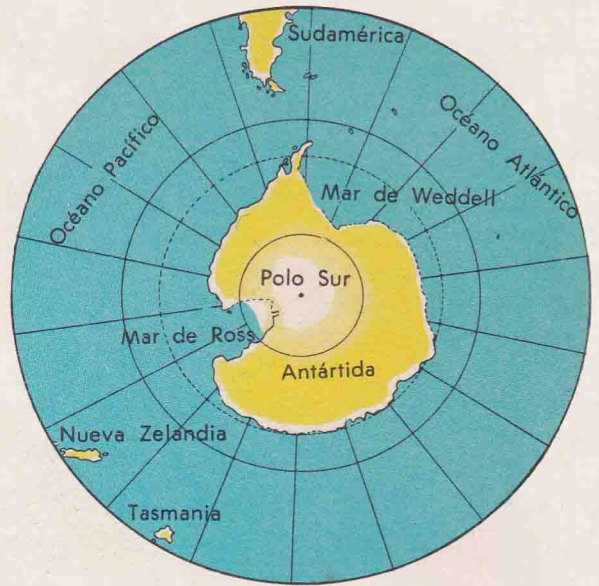 Sudamérica
Océano Pacífico
Océano Atlántico
Mar de Weddell
Polo Sur
Mar de Ross
Antártida
Nueva Zelandia
Tasmania